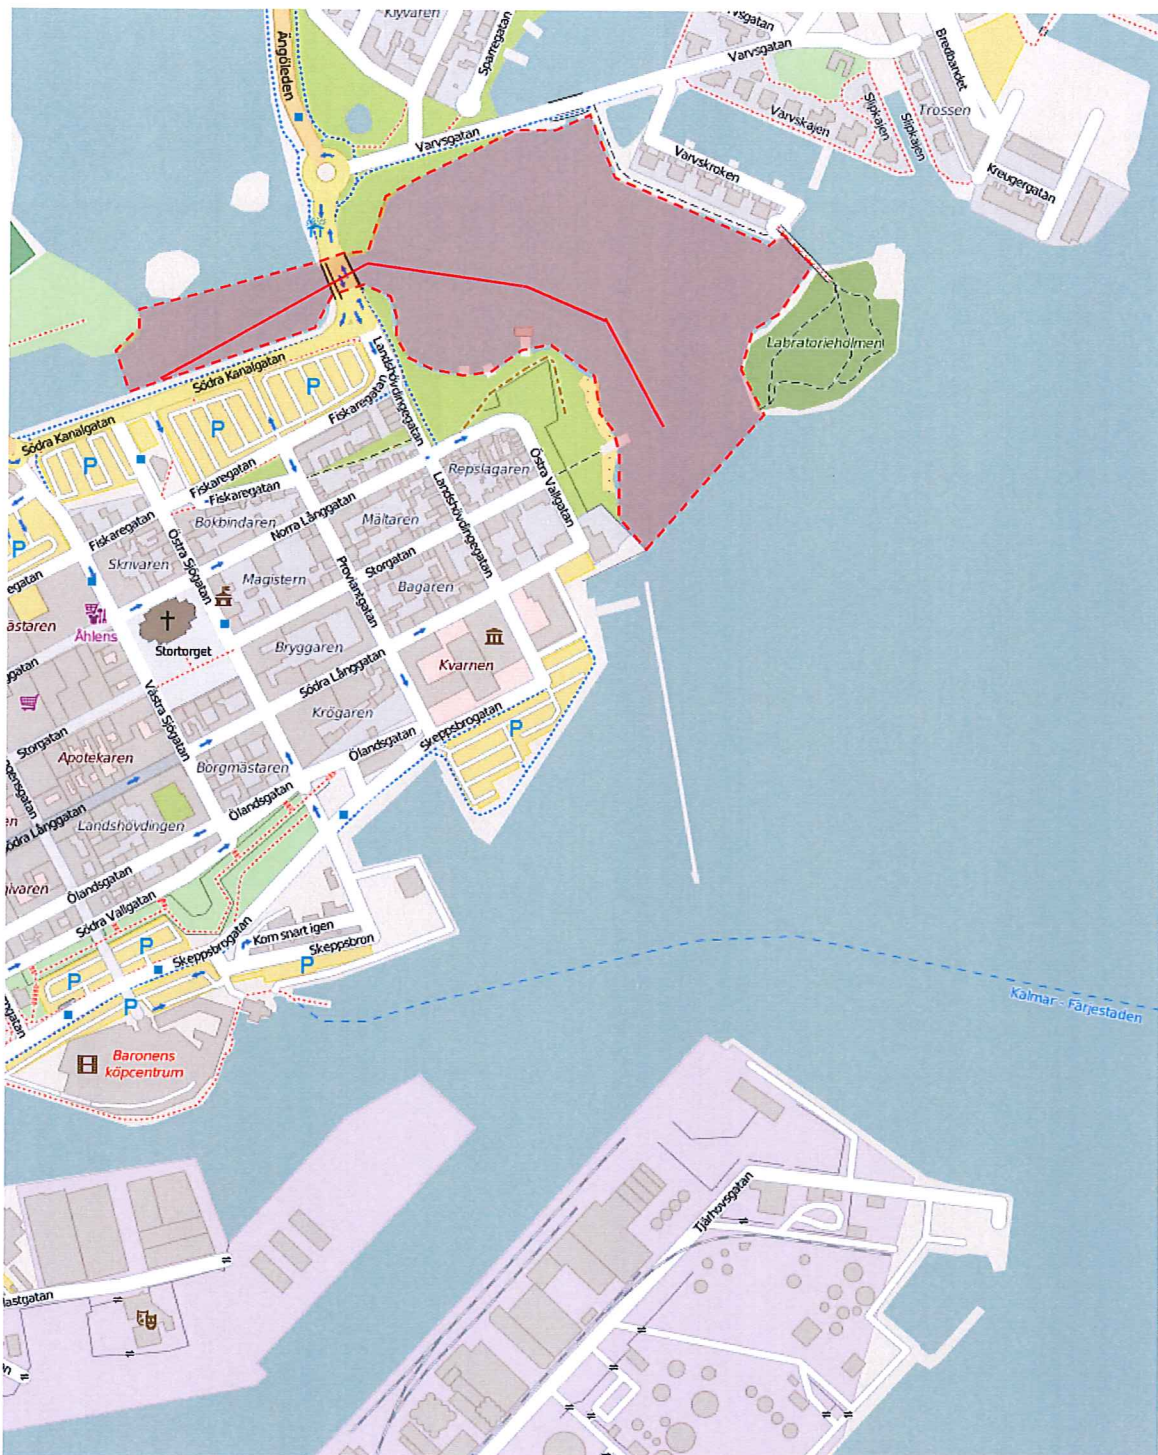 Klyvaren
Sparregatan
Ängöleden
Varvsgatan
Bredbandet
Varvsgatan
Trossen
Slipkajen
Slipkajen
Varvskajen
Varvskroken
Kreugergatan
Labratorieholmen
Södra Kanalgatan
P
Landshövdingegatan
Fiskaregatan
P
Södra Kanalgatan
P
Fiskaregatan
Fiskaregatan
Repslagaren
Östra Vallgatan
Landshövdingegatan
Bokbindaren
Mältaren
Norra Långgatan
Fiskaregatan
P
Östra Sjögatan
Skrivaren
Storgatan
Magistern
Proviantgatan
Bagaren
Åhlens
Stortorget
Bryggaren
Kvarnen
Södra Långgatan
Västra Sjögatan
Krögaren
Skeppsbrogatan
P
Storgatan
Ölandsgatan
Apotekaren
Borgmästaren
Ölandsgatan
Landshövdingen
Ölandsgatan
Södra Vallgatan
Kom snart igen
Skeppsbrogatan
Skeppsbron
P
P
P
P
Kalmar - Färjestaden
Baronens
köpcentrum
Tjärhovsgatan